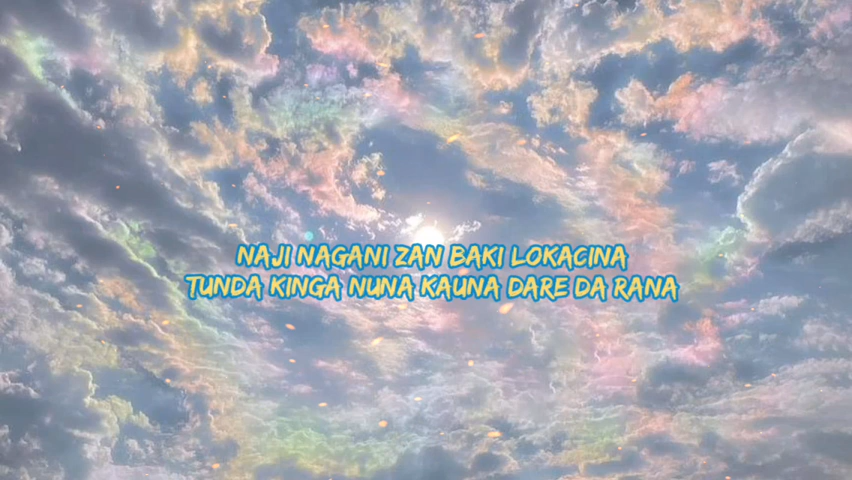 NAJI NAGANI ZAN BAKI LOKACINA
TUNDA KINGA NUNA KAUNA DARE DA RANA